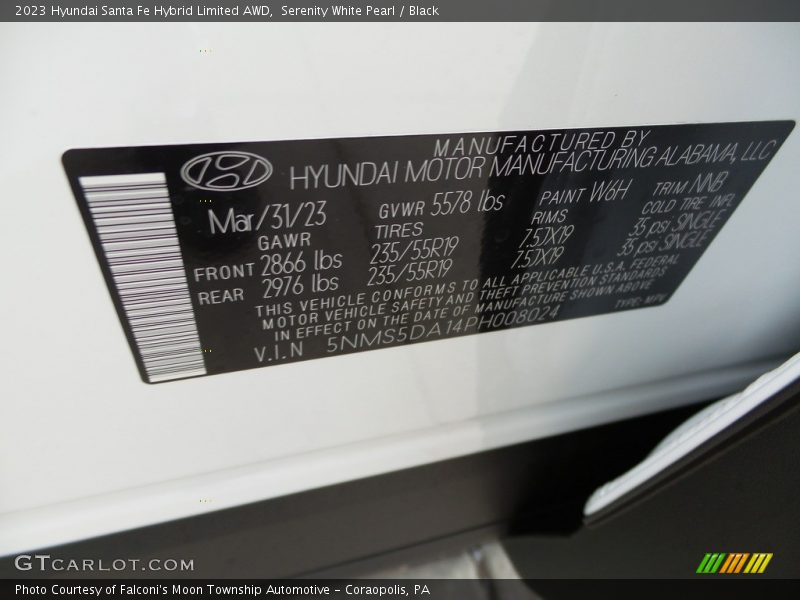 2023 Hyundai Santa Fe Hybrid Limited AWD, Serenity White Pearl / Black
MANUFACTURED BY
HYUNDAI MOTOR MANUFACTURING ALABAMA, LLC
Mar/31/23 GVWR 5578 lbs PAINT W6H TRIM NNB
GAWR TIRES RIMS COLD TIRE INFL
FRONT 2866 lbs 235/55R19 7.5JX19 35 psi SINGLE
REAR 2976 lbs 235/55R19 7.5JX19 35 psi SINGLE
THIS VEHICLE CONFORMS TO ALL APPLICABLE U.S.A. FEDERAL
MOTOR VEHICLE SAFETY AND THEFT PREVENTION STANDARDS
IN EFFECT ON THE DATE OF MANUFACTURE SHOWN ABOVE
V.I.N 5NMS5DA14PH008024 TYPE: MPV
GTCARLOT.COM
Photo Courtesy of Falconi's Moon Township Automotive - Coraopolis, PA